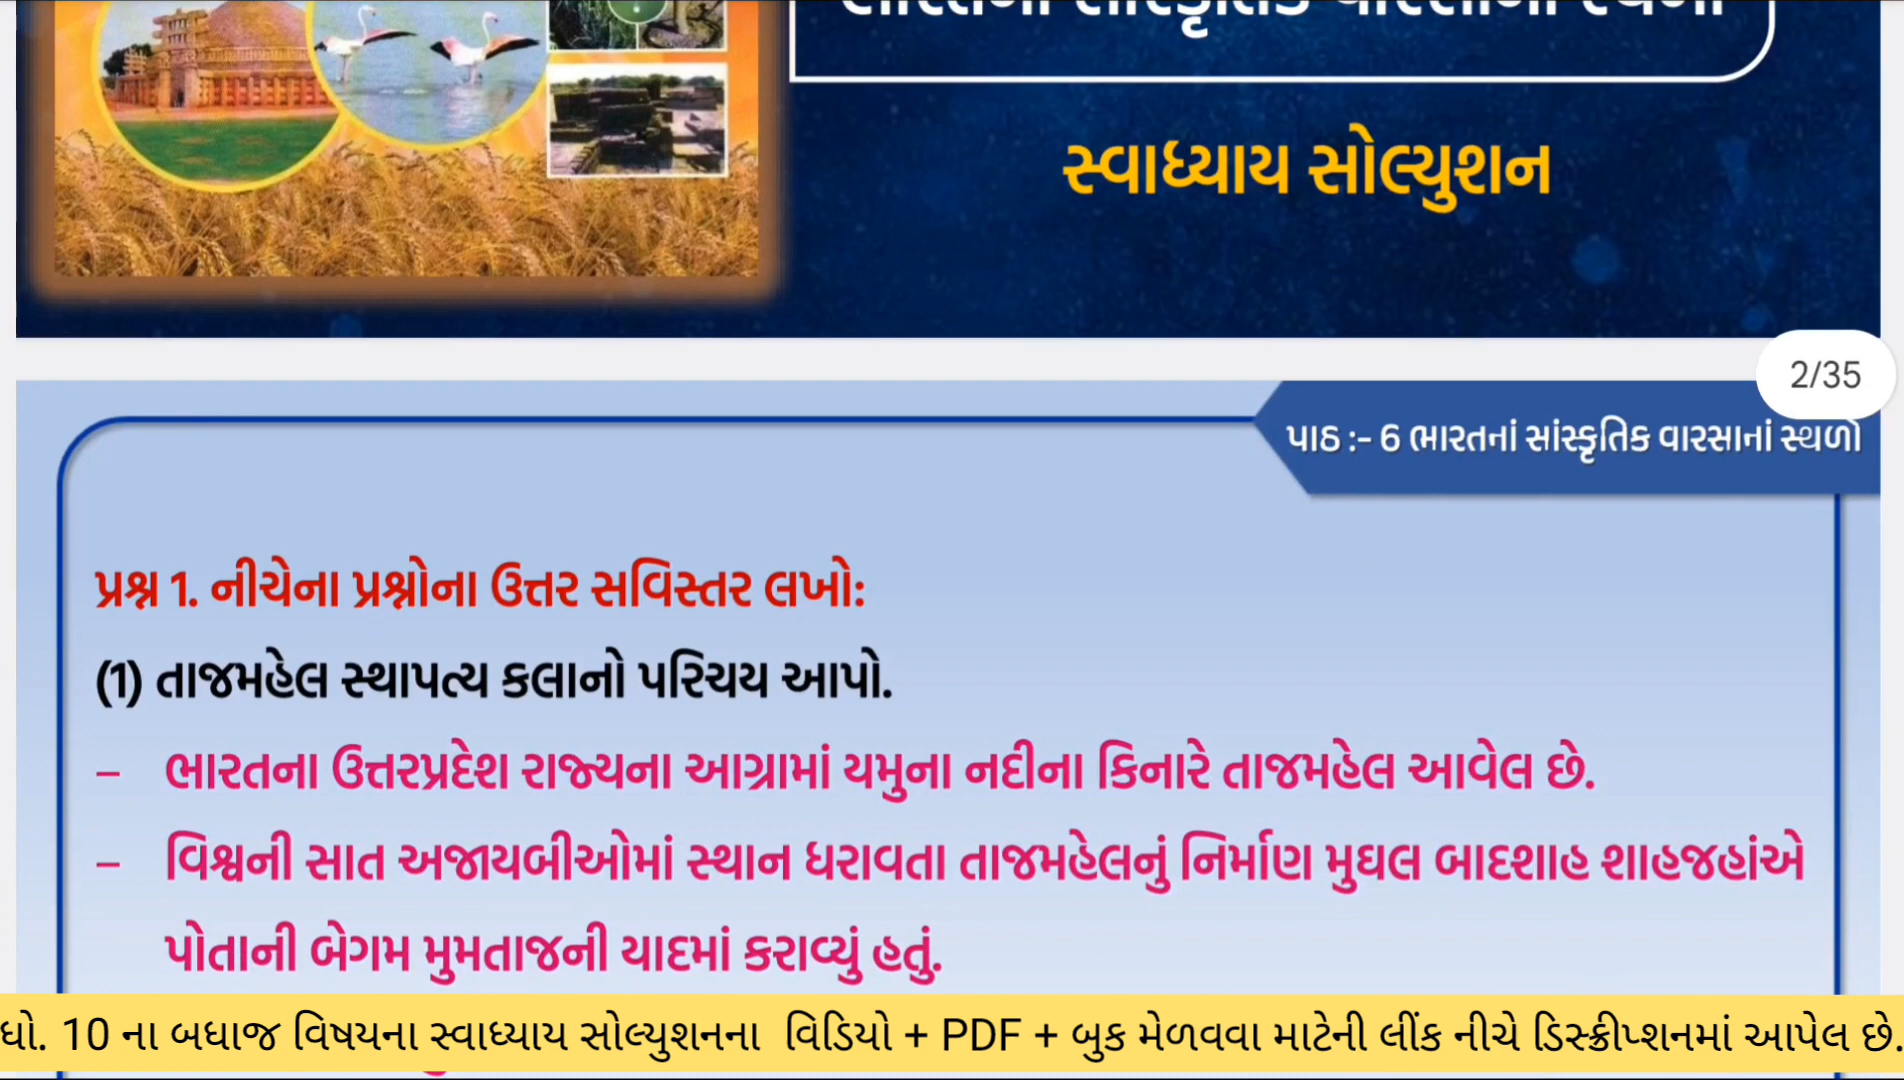 સ્વાધ્યાય સોલ્યુશન
2/35
પાઠ :- 6 ભારતનાં સાંસ્કૃતિક વારસાનાં સ્થળો
પ્રશ્ન 1. નીચેના પ્રશ્નોના ઉત્તર સવિસ્તર લખો:
(1) તાજમહેલ સ્થાપત્ય કલાનો પરિચય આપો.
– ભારતના ઉત્તરપ્રદેશ રાજ્યના આગ્રામાં યમુના નદીના કિનારે તાજમહેલ આવેલ છે.
– વિશ્વની સાત અજાયબીઓમાં સ્થાન ધરાવતા તાજમહેલનું નિર્માણ મુઘલ બાદશાહ શાહજહાંએ
પોતાની બેગમ મુમતાજની યાદમાં કરાવ્યું હતું.
ધો. 10 ના બધાજ વિષયના સ્વાધ્યાય સોલ્યુશનના વિડિયો + PDF + બુક મેળવવા માટેની લીંક નીચે ડિસ્ક્રીપ્શનમાં આપેલ છે.